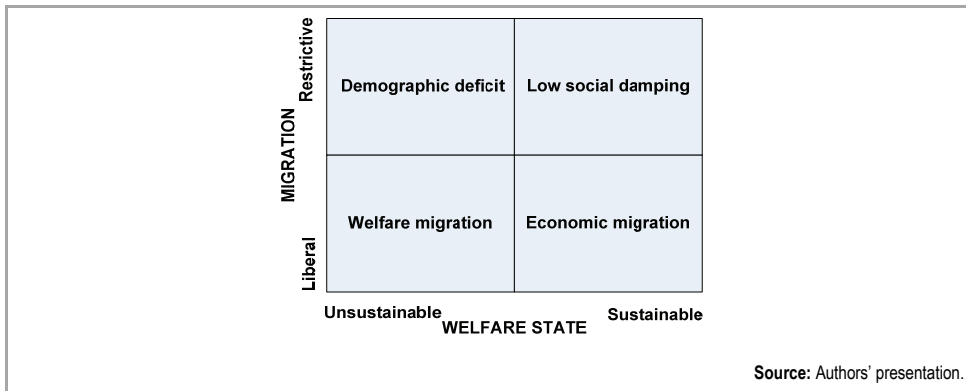 Restrictive
Demographic deficit
Low social damping
MIGRATION
Welfare migration
Economic migration
Liberal
Unsustainable
Sustainable
WELFARE STATE
Source: Authors' presentation.